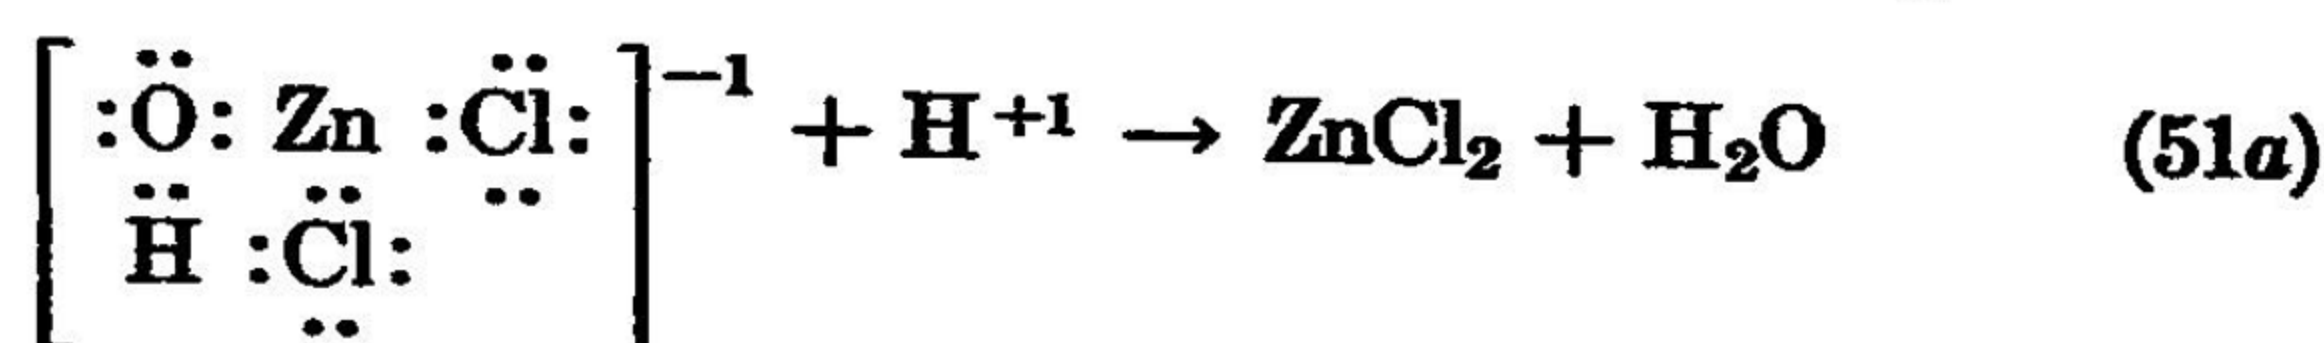 [:Ö: Zn :C̈l:]⁻¹ + H⁺¹ → ZnCl₂ + H₂O (51a)
H :C̈l: